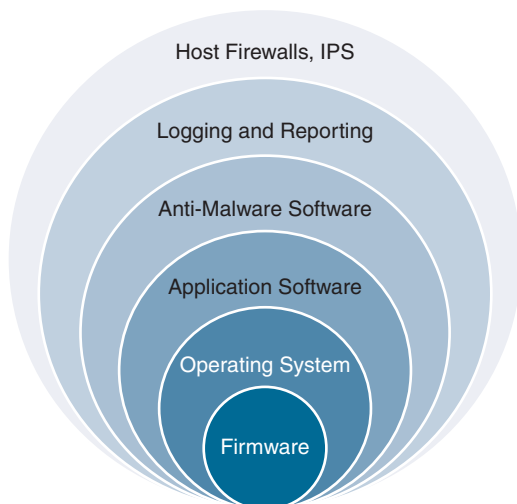 Host Firewalls, IPS
Logging and Reporting
Anti-Malware Software
Application Software
Operating System
Firmware